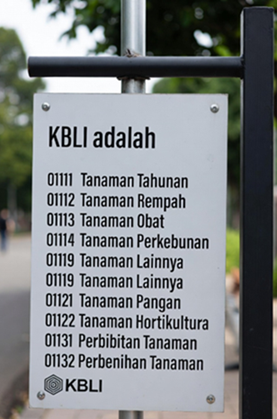 KBLI adalah
01111 Tanaman Tahunan
01112 Tanaman Rempah
01113 Tanaman Obat
01114 Tanaman Perkebunan
01119 Tanaman Lainnya
01119 Tanaman Lainnya
01121 Tanaman Pangan
01122 Tanaman Hortikultura
01131 Perbibitan Tanaman
01132 Perbenihan Tanaman
KBLI